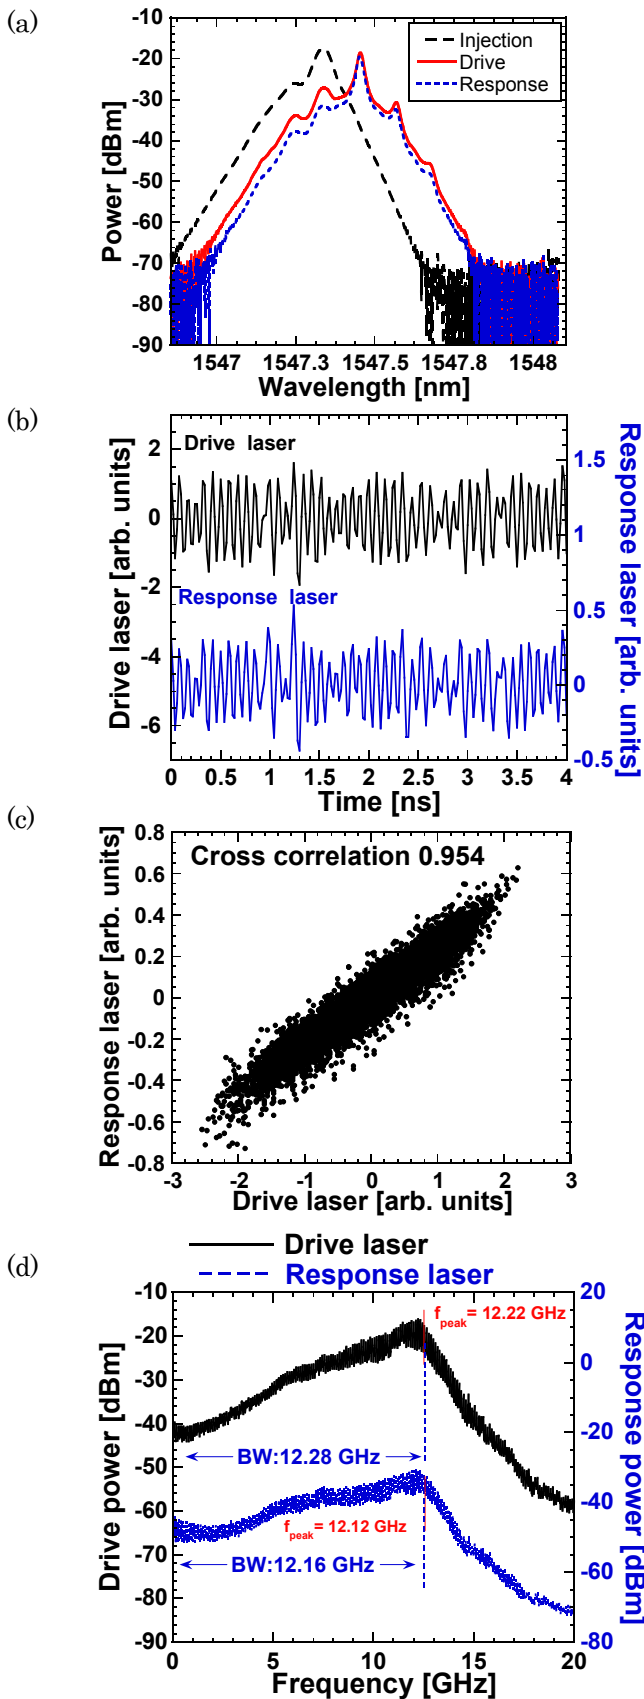 (a)
-10
-20
-30
-40
-50
-60
-70
-80
-90
Power [dBm]
Injection
Drive
Response
1547
1547.3
1547.5
1547.8
1548
Wavelength [nm]
(b)
Drive laser [arb. units]
2
0
-2
-4
-6
Drive laser
Response laser
Response laser [arb. units]
1.5
1
0.5
0
-0.5
0 0.5 1 1.5 2 2.5 3 3.5 4
Time [ns]
(c)
Response laser [arb. units]
0.8
0.6
0.4
0.2
0
-0.2
-0.4
-0.6
-0.8
Cross correlation 0.954
-3 -2 -1 0 1 2 3
Drive laser [arb. units]
Drive laser
Response laser
(d)
Drive power [dBm]
-10
-20
-30
-40
-50
-60
-70
-80
-90
fpeak= 12.22 GHz
BW:12.28 GHz
fpeak= 12.12 GHz
BW:12.16 GHz
Response power [dBm]
20
0
-20
-40
-60
-80
0 5 10 15 20
Frequency [GHz]